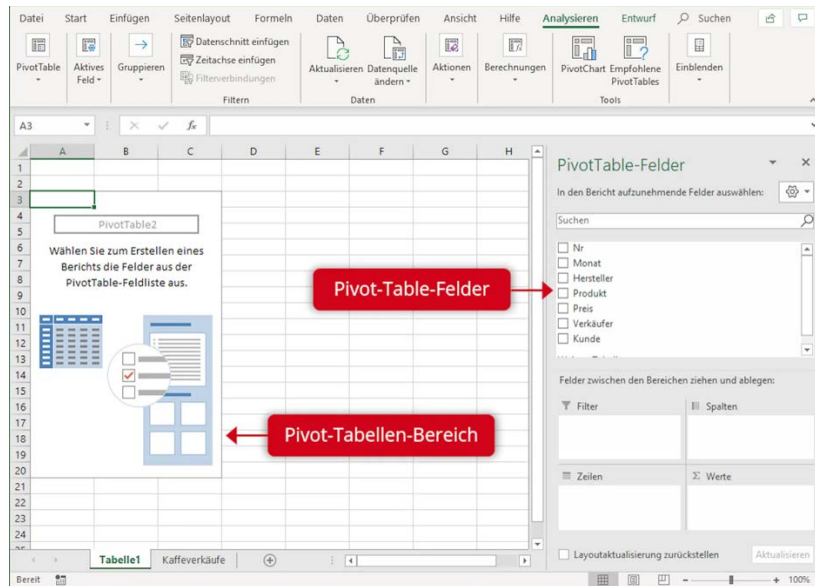 Datei Start Einfügen Seitenlayout Formeln Daten Überprüfen Ansicht Hilfe Analysieren Entwurf Suchen
PivotTable
Aktives
Feld
Gruppieren
Datenschnitt einfügen
Zeitachse einfügen
Filterverbindungen
Filtern
Aktualisieren
Datenquelle
ändern
Daten
Aktionen
Berechnungen
PivotChart
Empfohlene
PivotTables
Tools
Einblenden
A3
fx
A B C D E F G H
1
2
3
4
5
6
7
8
9
10
11
12
13
14
15
16
17
18
19
20
21
22
23
24
PivotTable2
Wählen Sie zum Erstellen eines
Berichts die Felder aus der
PivotTable-Feldliste aus.
Pivot-Table-Felder
Pivot-Tabellen-Bereich
PivotTable-Felder
In den Bericht aufzunehmende Felder auswählen:
Suchen
Nr
Monat
Hersteller
Produkt
Preis
Verkäufer
Kunde
Felder zwischen den Bereichen ziehen und ablegen:
Filter
Spalten
Zeilen
Σ Werte
Layoutaktualisierung zurückstellen
Aktualisieren
Tabelle1 Kaffeverkäufe
Bereit
100%